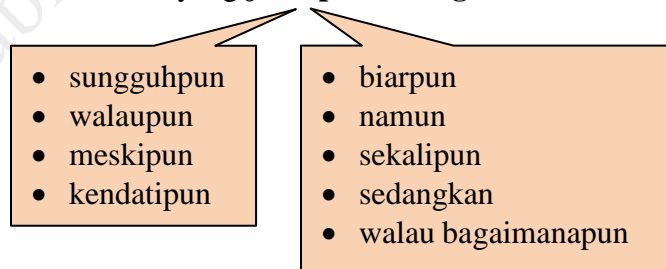 • sungguhpun
• walaupun
• meskipun
• kendatipun
• biarpun
• namun
• sekalipun
• sedangkan
• walau bagaimanapun